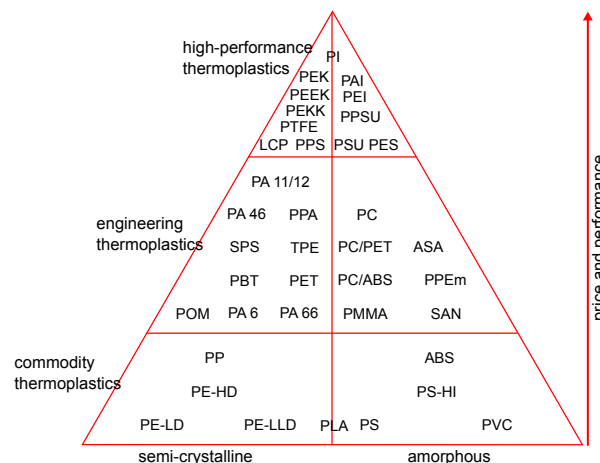 high-performance
thermoplastics
PI
PEK
PAI
PEEK
PEI
PEKK
PPSU
PTFE
LCP PPS PSU PES
PA 11/12
PA 46 PPA PC
engineering
thermoplastics
SPS TPE PC/PET ASA
PBT PET PC/ABS PPEm
POM PA 6 PA 66 PMMA SAN
commodity
thermoplastics
PP ABS
PE-HD PS-HI
PE-LD PE-LLD PLA PS PVC
semi-crystalline amorphous
price and performance